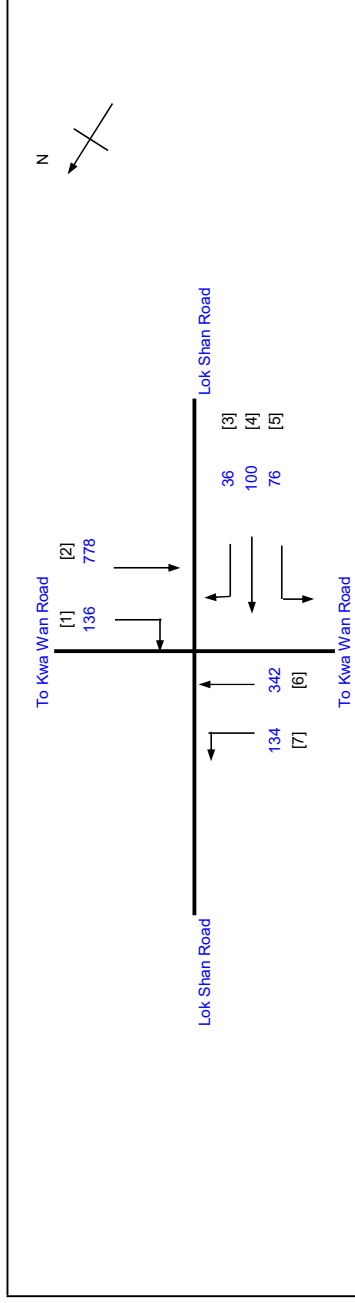 N
To Kwa Wan Road
[1] [2]
136 778
Lok Shan Road
36 [3]
100 [4]
76 [5]
342
[6]
134
[7]
Lok Shan Road
To Kwa Wan Road